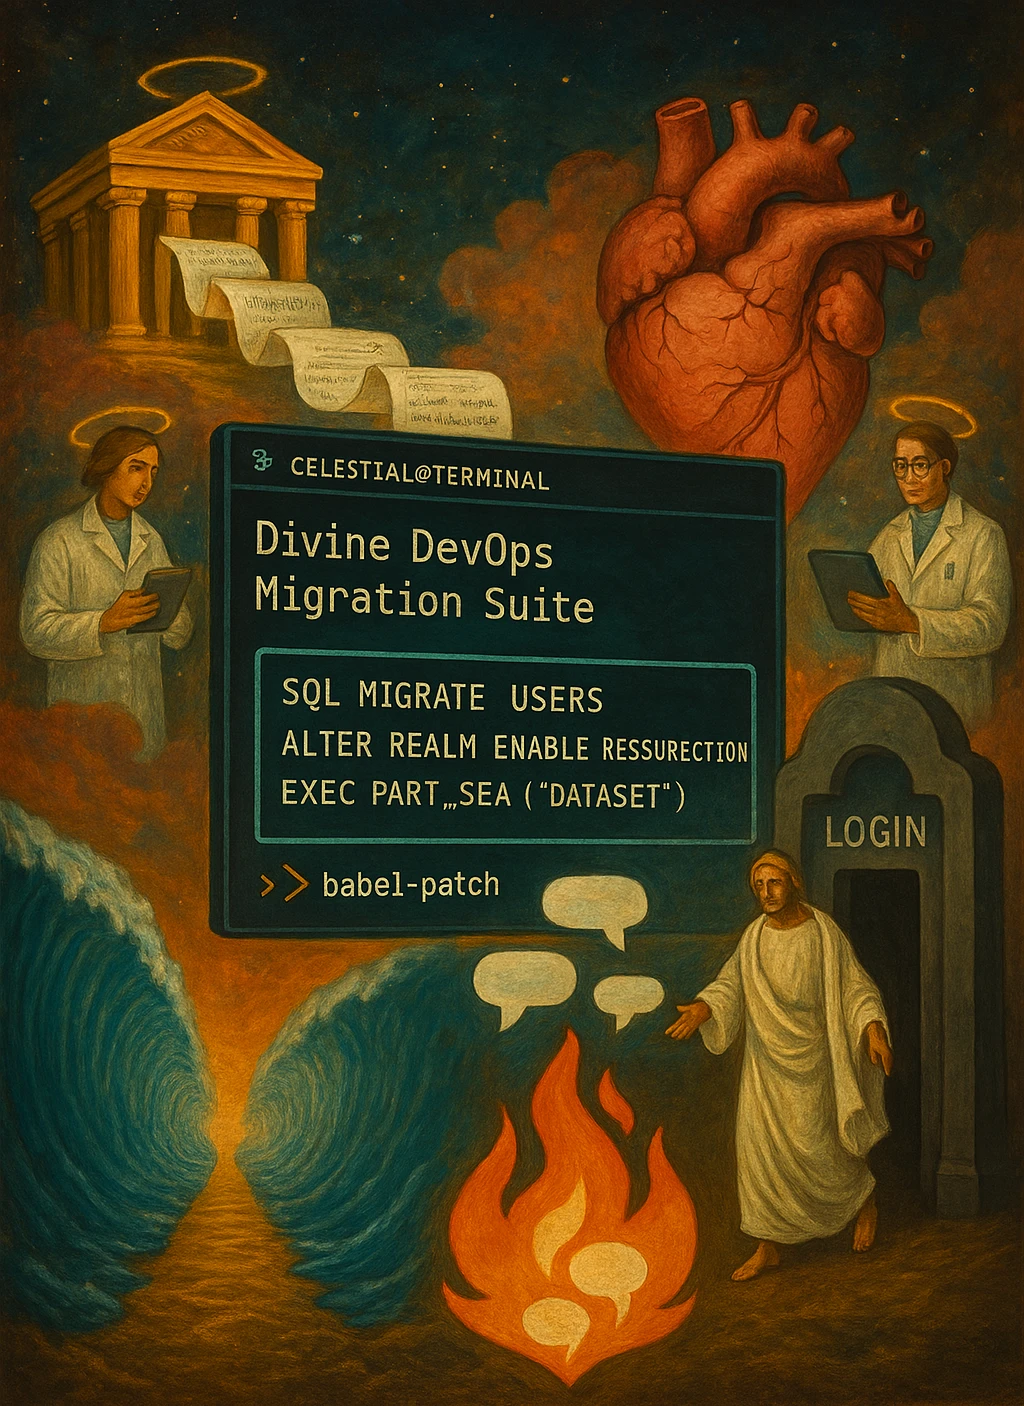 CELESTIAL@TERMINAL
Divine DevOps
Migration Suite
SQL MIGRATE USERS
ALTER REALM ENABLE RESSURECTION
EXEC PART„SEA ("DATASET")
>> babel-patch
LOGIN